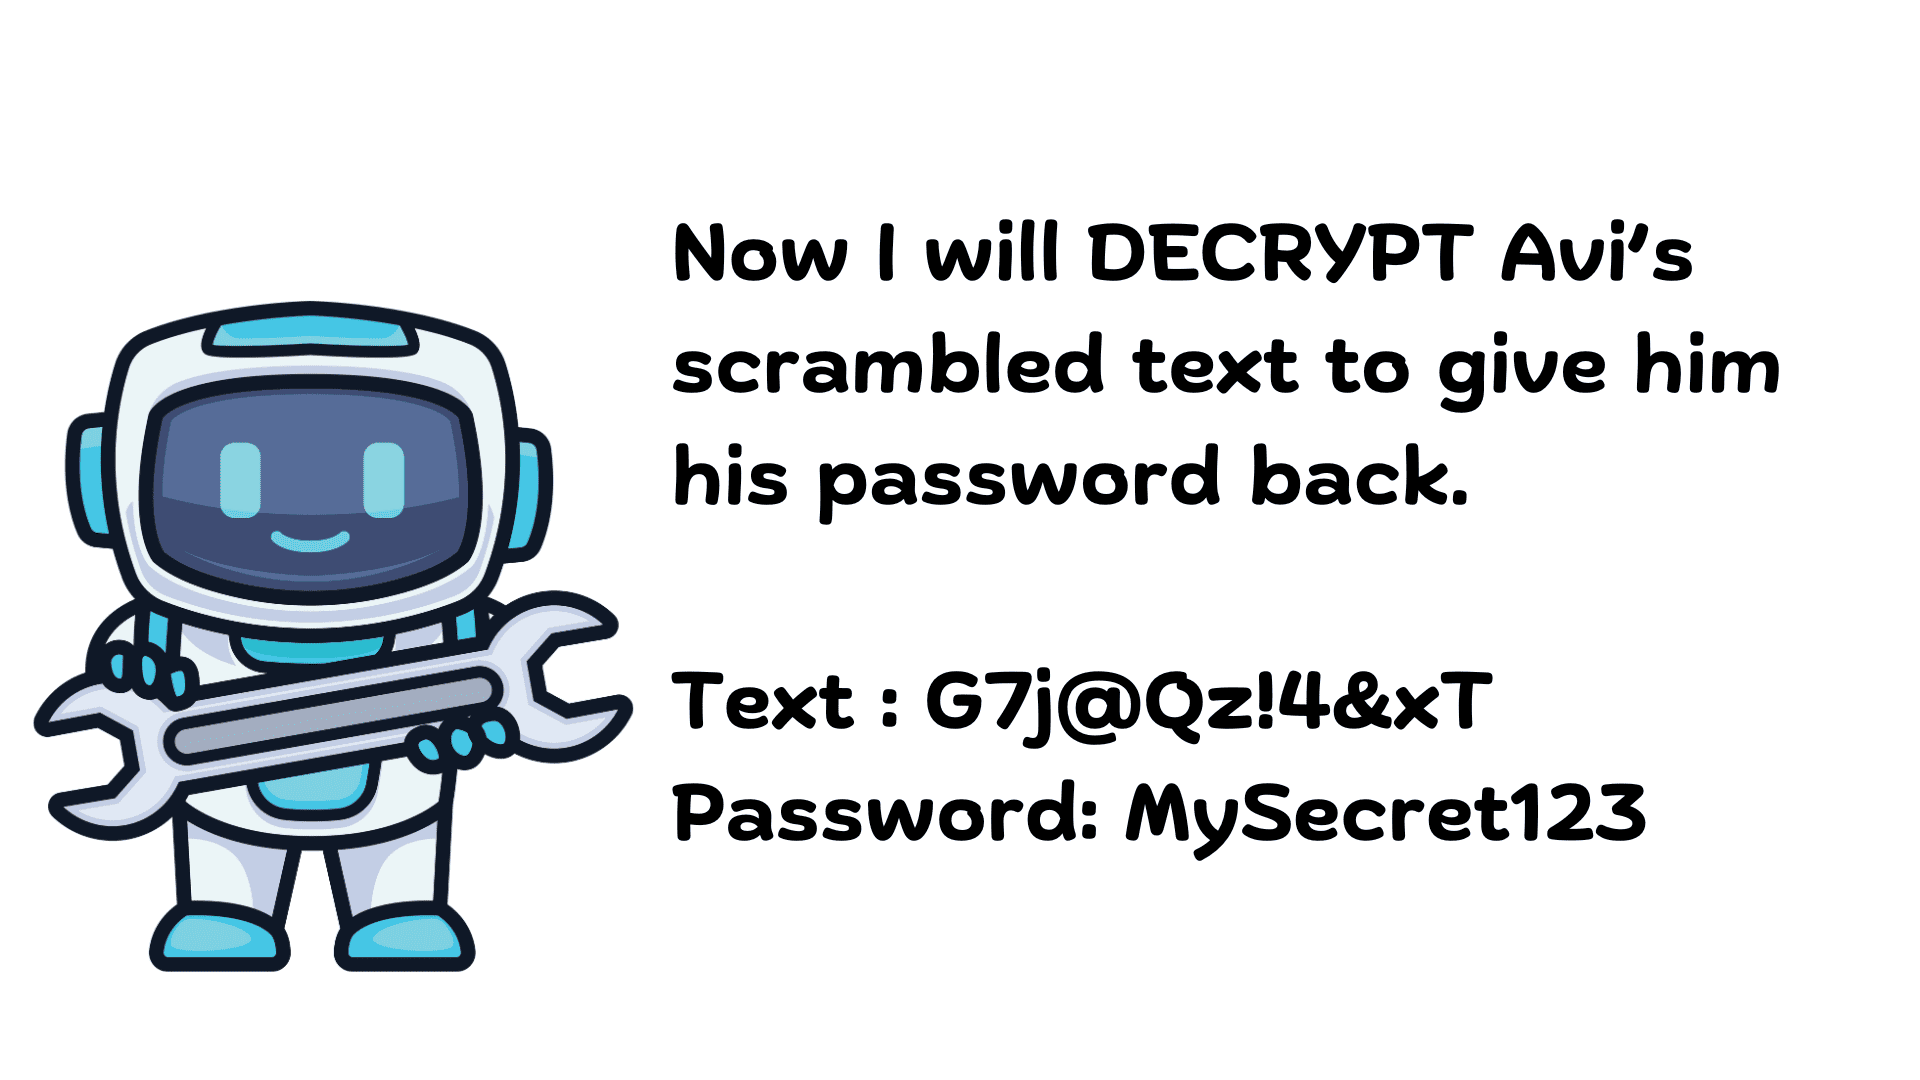 Now I will DECRYPT Avi's
scrambled text to give him
his password back.
Text : G7j@Qz!4&xT
Password: MySecret123